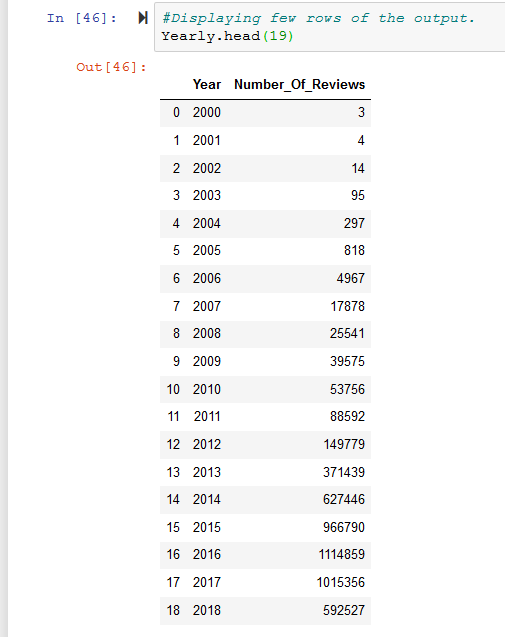 In [46]: #Displaying few rows of the output.
Yearly.head(19)
Out[46]:
Year Number_Of_Reviews
0 2000 3
1 2001 4
2 2002 14
3 2003 95
4 2004 297
5 2005 818
6 2006 4967
7 2007 17878
8 2008 25541
9 2009 39575
10 2010 53756
11 2011 88592
12 2012 149779
13 2013 371439
14 2014 627446
15 2015 966790
16 2016 1114859
17 2017 1015356
18 2018 592527